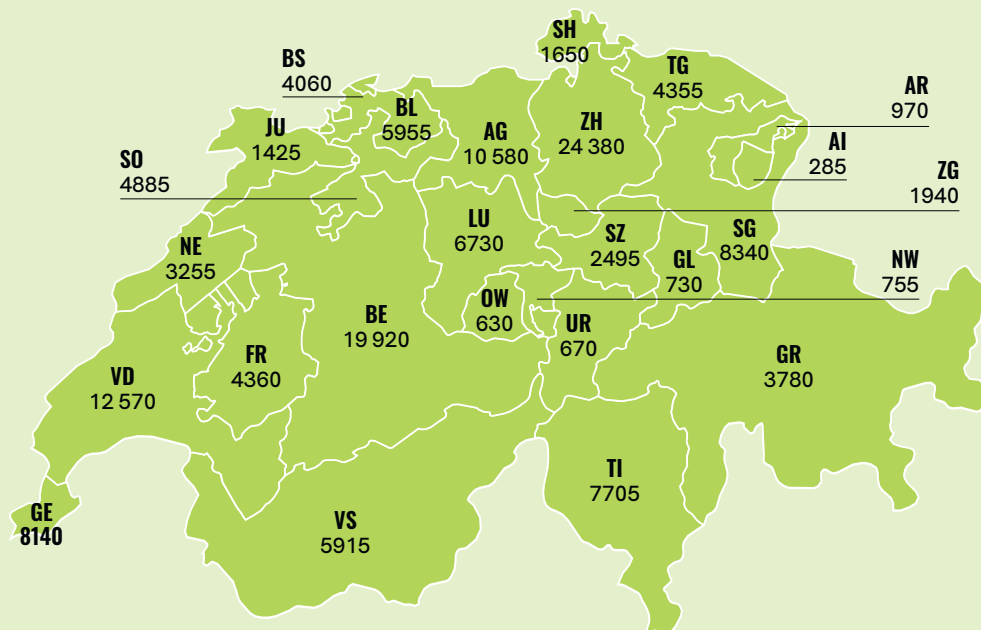 SH
1650
BS
4060
TG
4355
AR
970
BL
5955
JU
1425
AG
10 580
ZH
24 380
AI
285
SO
4885
ZG
1940
LU
6730
SZ
2495
SG
8340
NE
3255
GL
730
NW
755
OW
630
BE
19 920
UR
670
FR
4360
GR
3780
VD
12 570
TI
7705
GE
8140
VS
5915